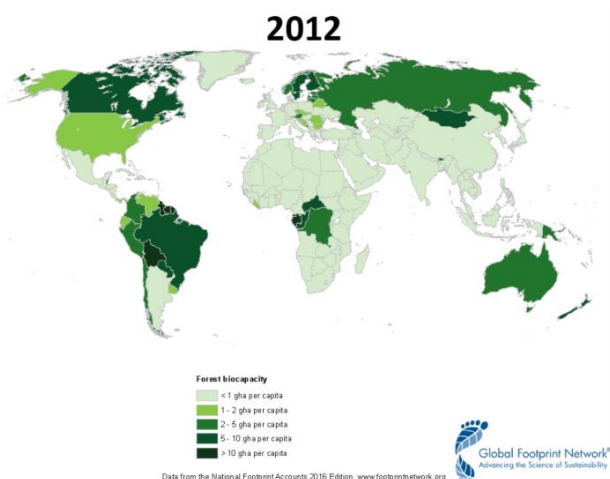 2012
Forest biocapacity
< 1 gha per capita
1 - 2 gha per capita
2 - 5 gha per capita
5 - 10 gha per capita
> 10 gha per capita
Global Footprint Network®
Advancing the Science of Sustainability
Data from the National Footprint Accounts 2016 Edition, www.footprintnetwork.org